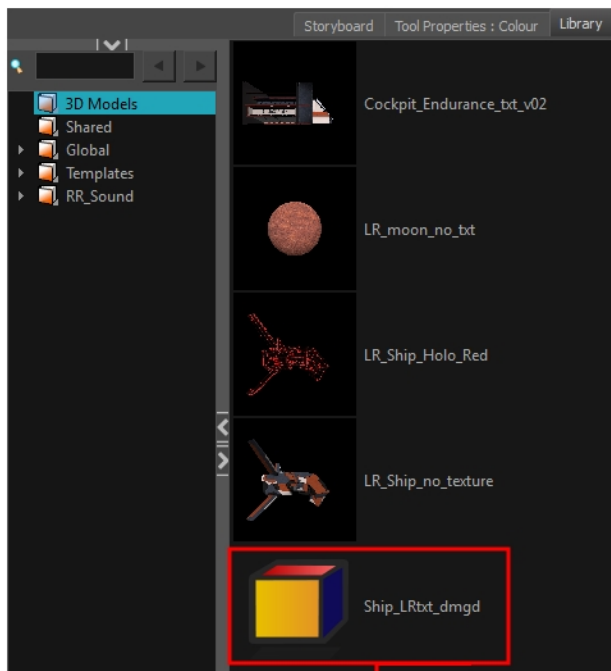 Storyboard Tool Properties : Colour Library
3D Models
Shared
Global
Templates
RR_Sound
Cockpit_Endurance_txt_v02
LR_moon_no_txt
LR_Ship_Holo_Red
LR_Ship_no_texture
Ship_LRtxt_dmgd